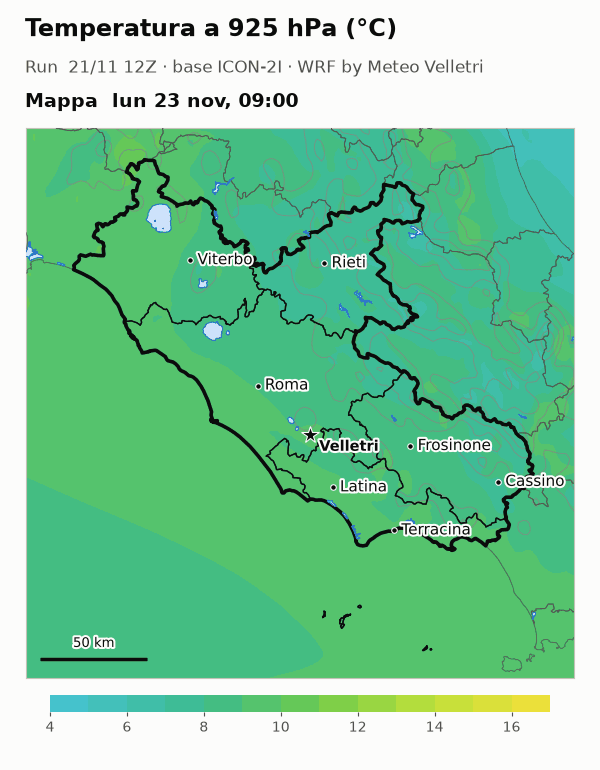 Temperatura a 925 hPa (°C)
Run  21/11 12Z · base ICON-2I · WRF by Meteo Velletri
Mappa  lun 23 nov, 09:00
Viterbo
Rieti
Roma
Velletri
Frosinone
Latina
Cassino
Terracina
50 km
4 6 8 10 12 14 16